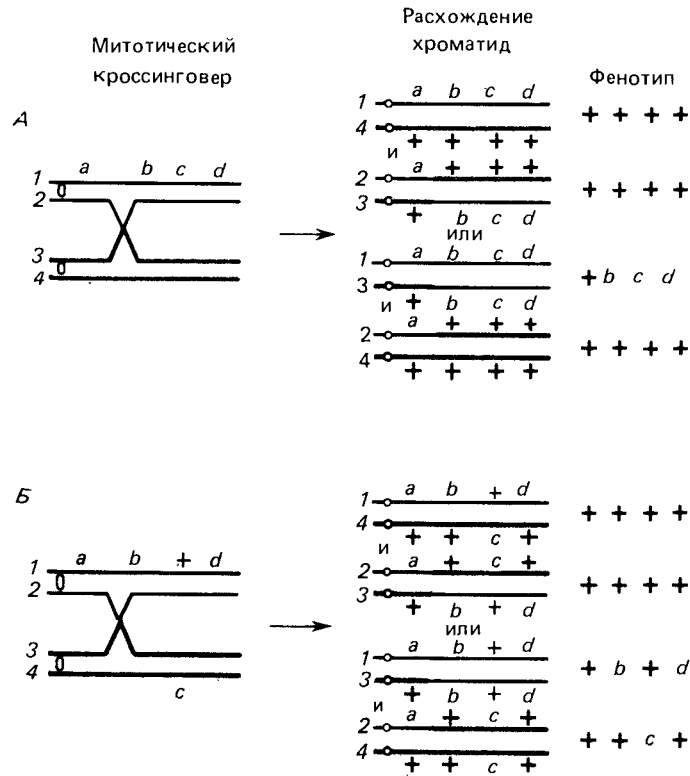 Митотический
кроссинговер
Расхождение
хроматид
Фенотип
А
a b c d
1
2
3
4
a b c d
1
4
+ + + +
+ + + +
и
a + + +
2
3
+ b c d
+ + + +
или
a b c d
1
3
+ b c d
+ b c d
и
a + + +
2
4
+ + + +
+ + + +
Б
a b + d
1
2
3
4
c
a b + d
1
4
+ + c +
+ + + +
и
a + c +
2
3
+ b + d
+ + + +
или
a b + d
1
3
+ b + d
+ b + d
и
a + c +
2
4
+ + c +
+ + c +